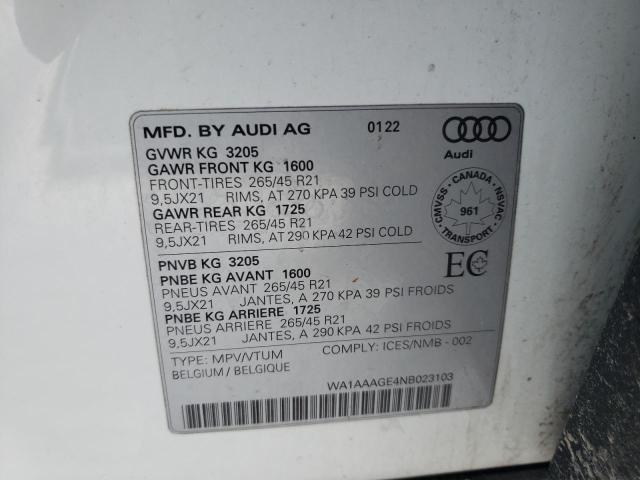 MFD. BY AUDI AG 0122
Audi
GVWR KG 3205
GAWR FRONT KG 1600
FRONT-TIRES 265/45 R21
9,5JX21 RIMS, AT 270 KPA 39 PSI COLD
GAWR REAR KG 1725
REAR-TIRES 265/45 R21
9,5JX21 RIMS, AT 290 KPA 42 PSI COLD
CANADA
CMVSS 961 NSVAC
TRANSPORT
PNVB KG 3205
PNBE KG AVANT 1600
PNEUS AVANT 265/45 R21
9,5JX21 JANTES, A 270 KPA 39 PSI FROIDS
PNBE KG ARRIERE 1725
PNEUS ARRIERE 265/45 R21
9,5JX21 JANTES, A 290 KPA 42 PSI FROIDS
EC
TYPE: MPV/VTUM COMPLY: ICES/NMB - 002
BELGIUM / BELGIQUE
WA1AAAGE4NB023103